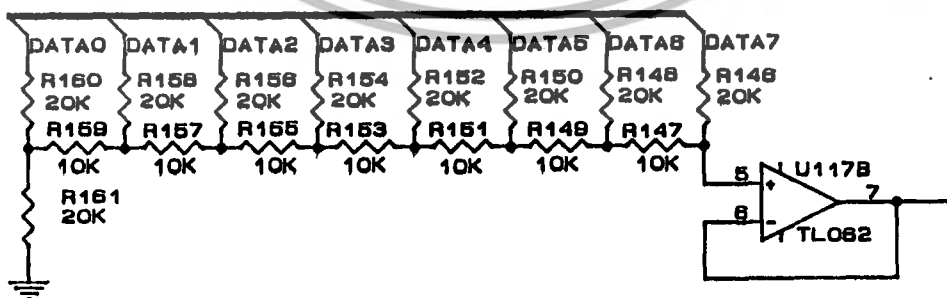 DATA0 DATA1 DATA2 DATA3 DATA4 DATA5 DATA6 DATA7
R160 R158 R156 R154 R152 R150 R148 R146
20K 20K 20K 20K 20K 20K 20K 20K
R159 R157 R155 R153 R151 R149 R147
10K 10K 10K 10K 10K 10K 10K
R161
20K
5 + U117B
7
6 - TL062